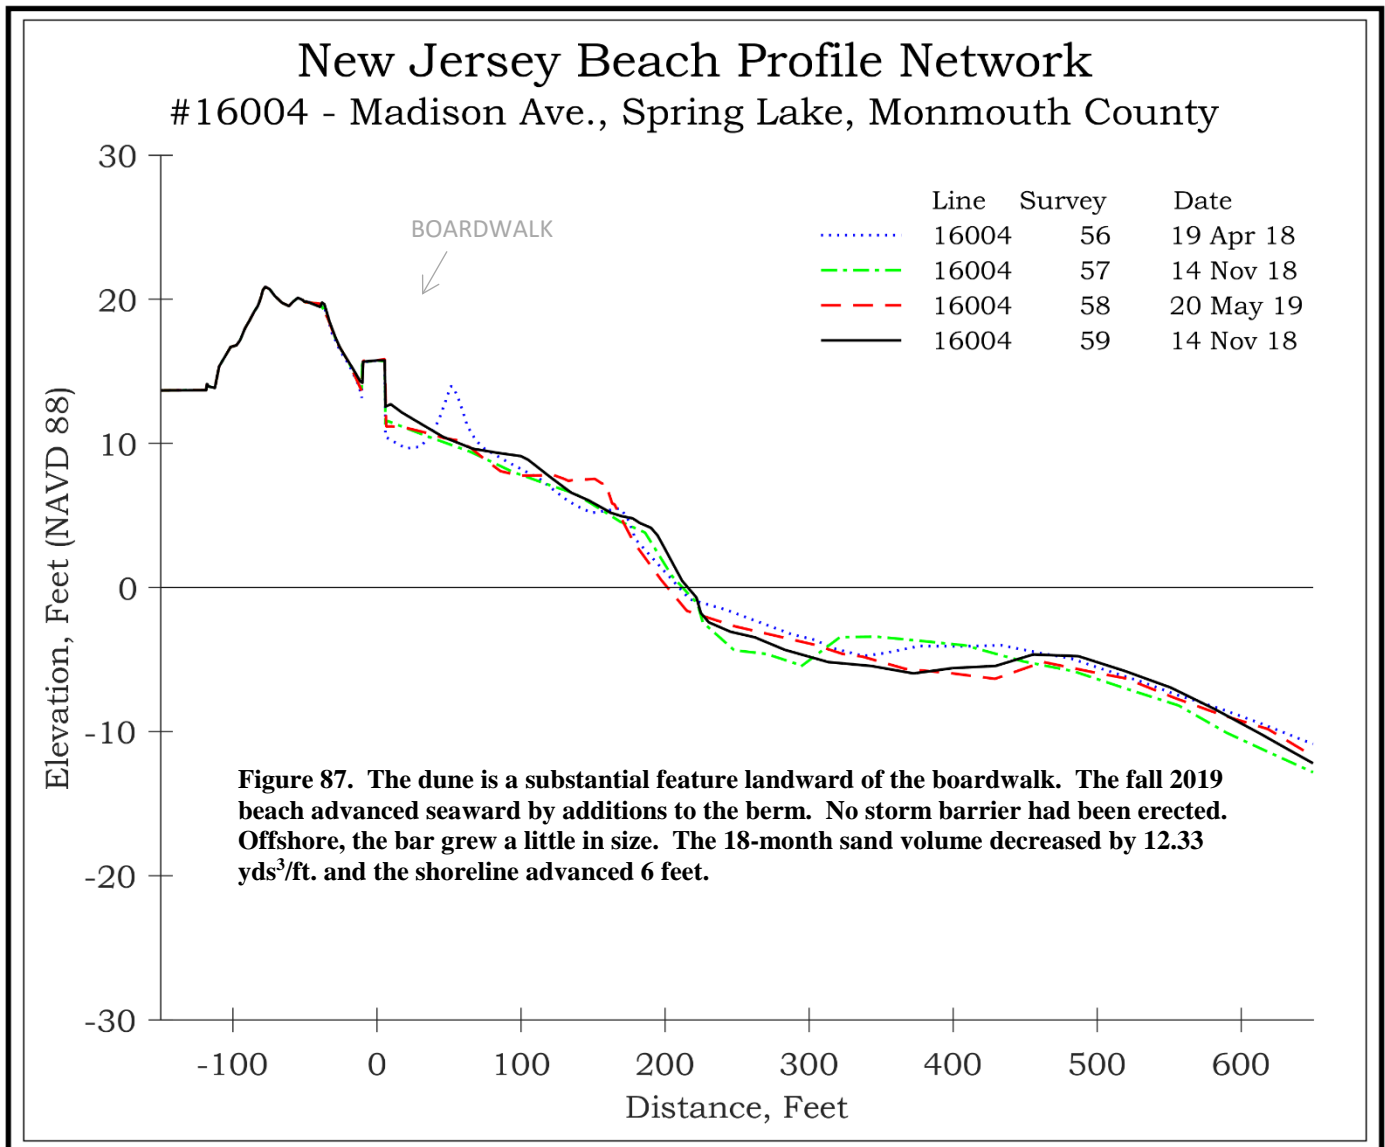 New Jersey Beach Profile Network
#16004 - Madison Ave., Spring Lake, Monmouth County
30
20
10
0
-10
-20
-30
Elevation, Feet (NAVD 88)
BOARDWALK
Line Survey Date
16004 56 19 Apr 18
16004 57 14 Nov 18
16004 58 20 May 19
16004 59 14 Nov 18
Figure 87. The dune is a substantial feature landward of the boardwalk. The fall 2019
beach advanced seaward by additions to the berm. No storm barrier had been erected.
Offshore, the bar grew a little in size. The 18-month sand volume decreased by 12.33
yds³/ft. and the shoreline advanced 6 feet.
-100 0 100 200 300 400 500 600
Distance, Feet